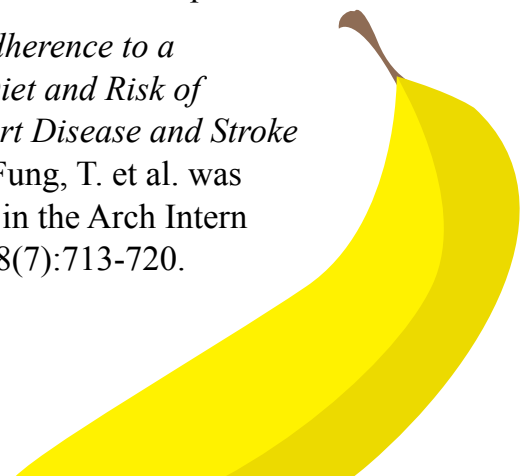 lherence to a
iet and Risk of
rt Disease and Stroke
Fung, T. et al. was
in the Arch Intern
8(7):713-720.